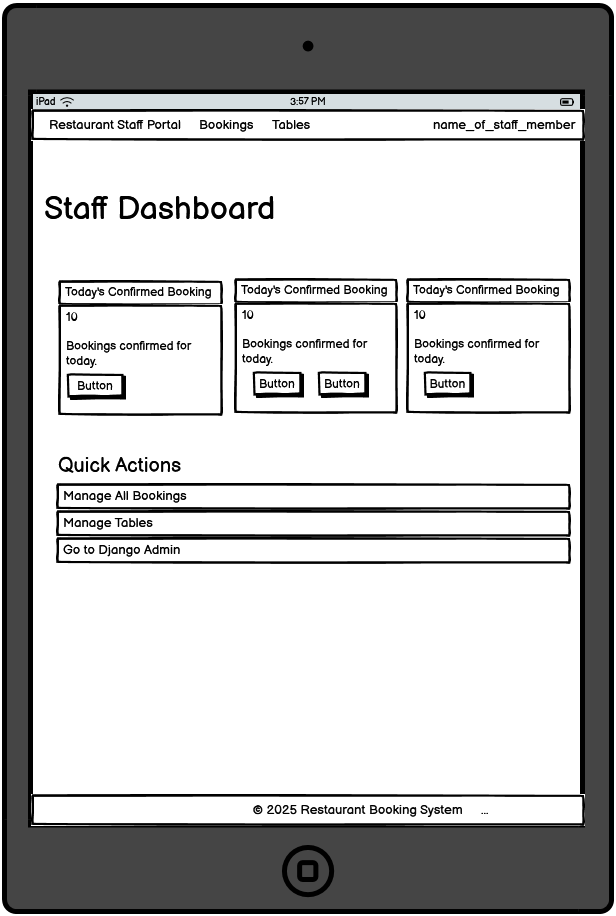 iPad 3:57 PM
Restaurant Staff Portal Bookings Tables name_of_staff_member
Staff Dashboard
Today's Confirmed Booking
10
Bookings confirmed for
today.
Button
Today's Confirmed Booking
10
Bookings confirmed for
today.
Button Button
Today's Confirmed Booking
10
Bookings confirmed for
today.
Button
Quick Actions
Manage All Bookings
Manage Tables
Go to Django Admin
© 2025 Restaurant Booking System ...